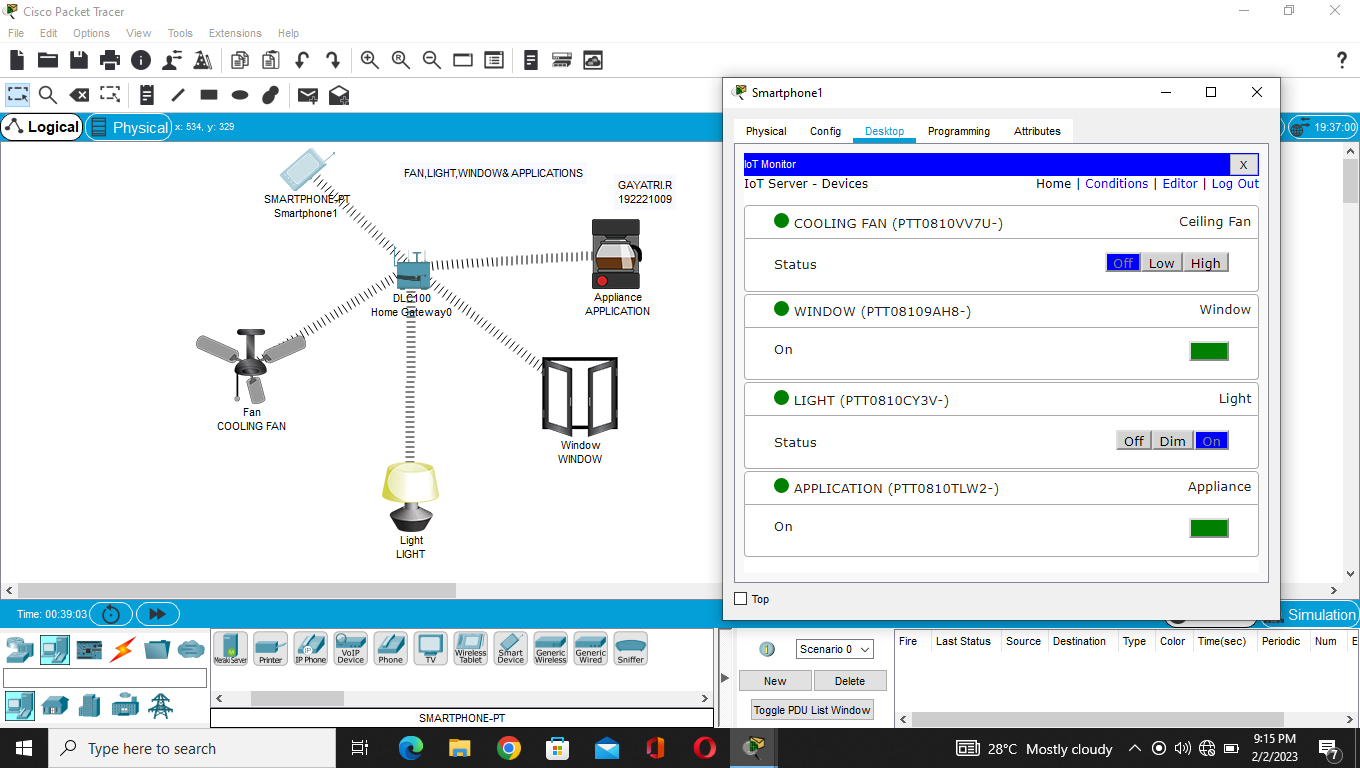 Cisco Packet Tracer
File Edit Options View Tools Extensions Help
Logical Physical x: 534, y: 329
19:37:00
FAN,LIGHT,WINDOW& APPLICATIONS
GAYATRI.R
192221009
SMARTPHONE-PT
Smartphone1
DLC100
Home Gateway0
Appliance
APPLICATION
Fan
COOLING FAN
Window
WINDOW
Light
LIGHT
Smartphone1
Physical Config Desktop Programming Attributes
IoT Monitor X
IoT Server - Devices Home | Conditions | Editor | Log Out
COOLING FAN (PTT0810VV7U-) Ceiling Fan
Status Off Low High
WINDOW (PTT08109AH8-) Window
On
LIGHT (PTT0810CY3V-) Light
Status Off Dim On
APPLICATION (PTT0810TLW2-) Appliance
On
Top
Time: 00:39:03
Simulation
Meraki Server
Printer
IP Phone
VoIP Device
Phone
TV
Wireless Tablet
Smart Device
Generic Wireless
Generic Wired
Sniffer
SMARTPHONE-PT
Scenario 0
New Delete
Toggle PDU List Window
Fire Last Status Source Destination Type Color Time(sec) Periodic Num E
Type here to search
28°C Mostly cloudy
9:15 PM
2/2/2023
7